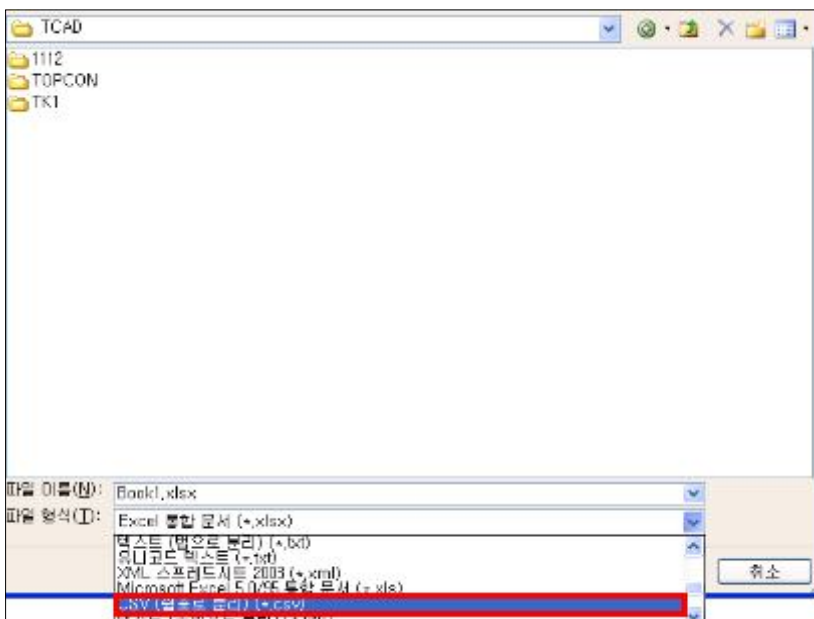 TCAD
1112
TOPCON
TK1
파일 이름(N):
Book1.xlsx
파일 형식(T):
Excel 통합 문서 (*.xlsx)
텍스트 (탭으로 분리) (*.txt)
유니코드 텍스트 (*.txt)
XML 스프레드시트 2003 (*.xml)
Microsoft Excel 5.0/95 통합 문서 (*.xls)
취소
CSV (쉼표로 분리) (*.csv)